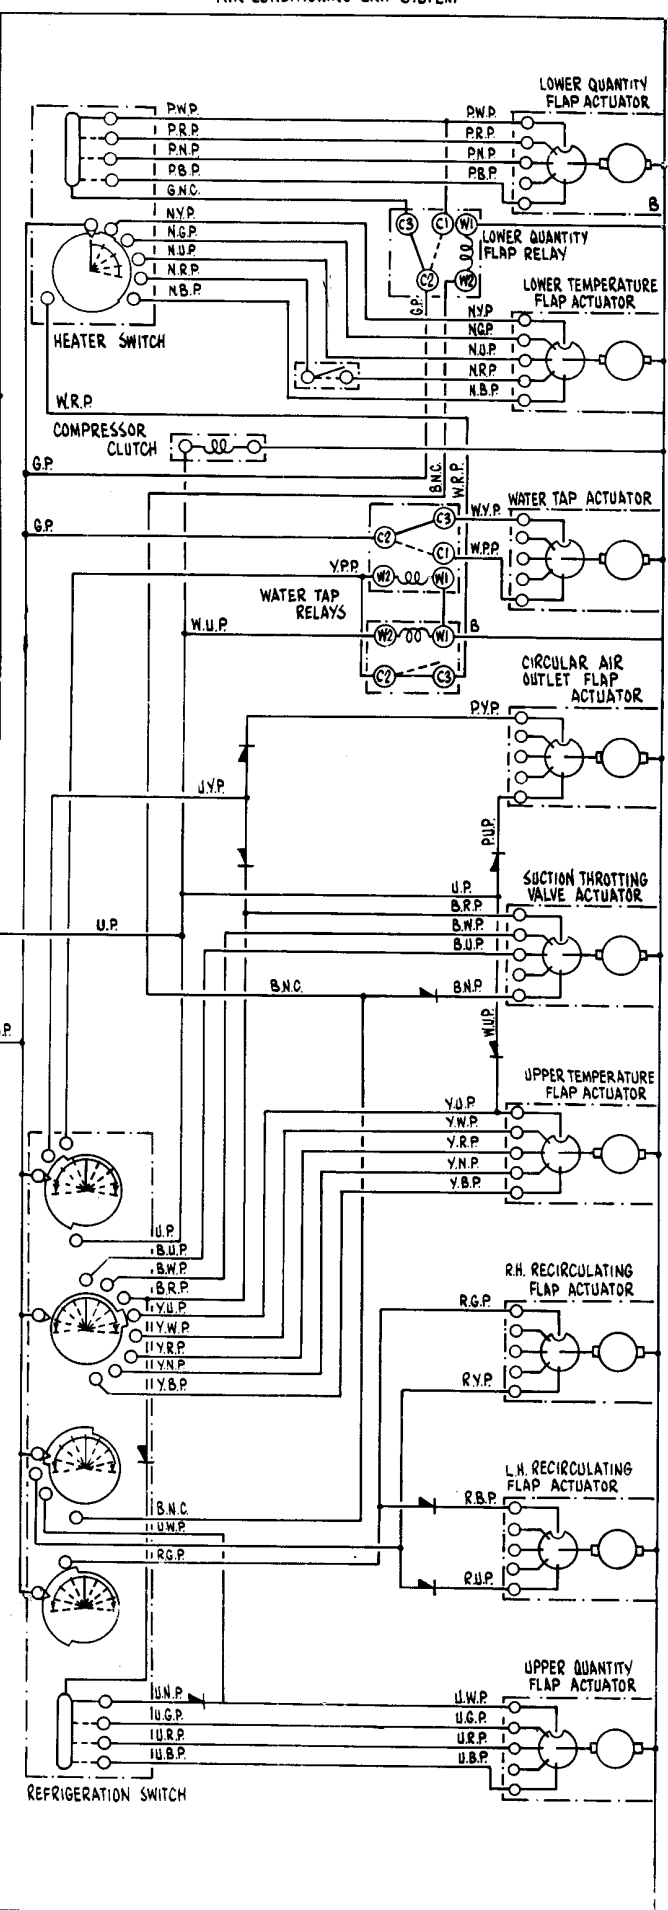 LOWER QUANTITY
FLAP ACTUATOR
P.W.P.
P.R.P.
P.N.P.
P.B.P.
G.N.C.
P.W.P.
P.R.P.
P.N.P.
P.B.P.
B
N.Y.P.
N.G.P.
N.U.P.
N.R.P.
N.B.P.
C3
C1
W1
C2
W2
LOWER QUANTITY
FLAP RELAY
G.P.
HEATER SWITCH
LOWER TEMPERATURE
FLAP ACTUATOR
N.Y.P.
N.G.P.
N.U.P.
N.R.P.
N.B.P.
W.R.P.
COMPRESSOR
CLUTCH
G.P.
B.N.C.
W.R.P.
WATER TAP ACTUATOR
G.P.
C3
C2
C1
W2
W1
W.Y.P.
W.P.P.
Y.P.P.
WATER TAP
RELAYS
W.U.P.
W2
W1
B
C2
C3
CIRCULAR AIR
OUTLET FLAP
ACTUATOR
P.Y.P.
U.Y.P.
P.U.P.
SUCTION THROTTING
VALVE ACTUATOR
U.P.
B.R.P.
B.W.P.
B.U.P.
U.P.
B.N.C.
B.N.P.
W.U.P.
UPPER TEMPERATURE
FLAP ACTUATOR
Y.U.P.
Y.W.P.
Y.R.P.
Y.N.P.
Y.B.P.
U.P.
B.U.P.
B.W.P.
B.R.P.
Y.U.P.
Y.W.P.
Y.R.P.
Y.N.P.
Y.B.P.
R.H. RECIRCULATING
FLAP ACTUATOR
R.G.P.
R.Y.P.
L.H. RECIRCULATING
FLAP ACTUATOR
R.B.P.
R.U.P.
B.N.C.
U.W.P.
R.G.P.
UPPER QUANTITY
FLAP ACTUATOR
U.N.P.
U.G.P.
U.R.P.
U.B.P.
U.W.P.
U.G.P.
U.R.P.
U.B.P.
REFRIGERATION SWITCH